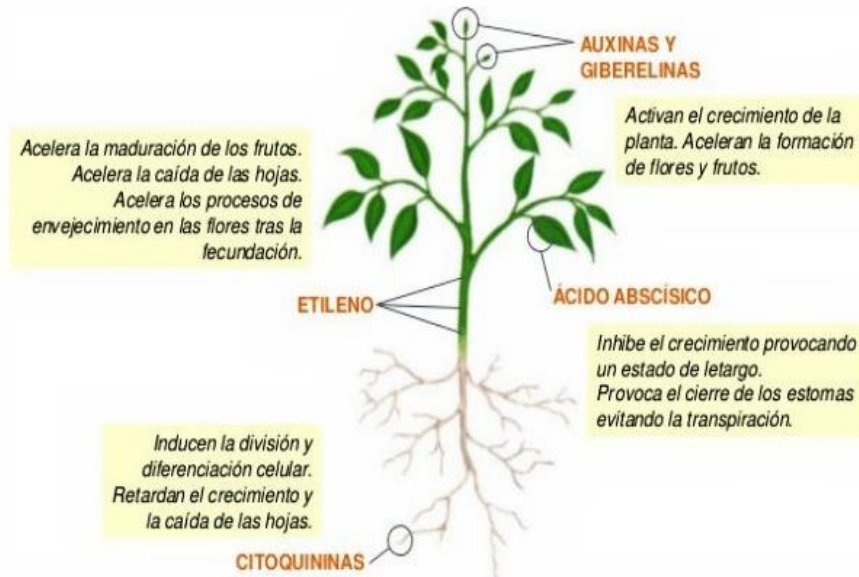 AUXINAS Y
GIBERELINAS
Activan el crecimiento de la
planta. Aceleran la formación
de flores y frutos.
Acelera la maduración de los frutos.
Acelera la caída de las hojas.
Acelera los procesos de
envejecimiento en las flores tras la
fecundación.
ETILENO
ÁCIDO ABSCÍSICO
Inhibe el crecimiento provocando
un estado de letargo.
Provoca el cierre de los estomas
evitando la transpiración.
Inducen la división y
diferenciación celular.
Retardan el crecimiento y
la caída de las hojas.
CITOQUININAS